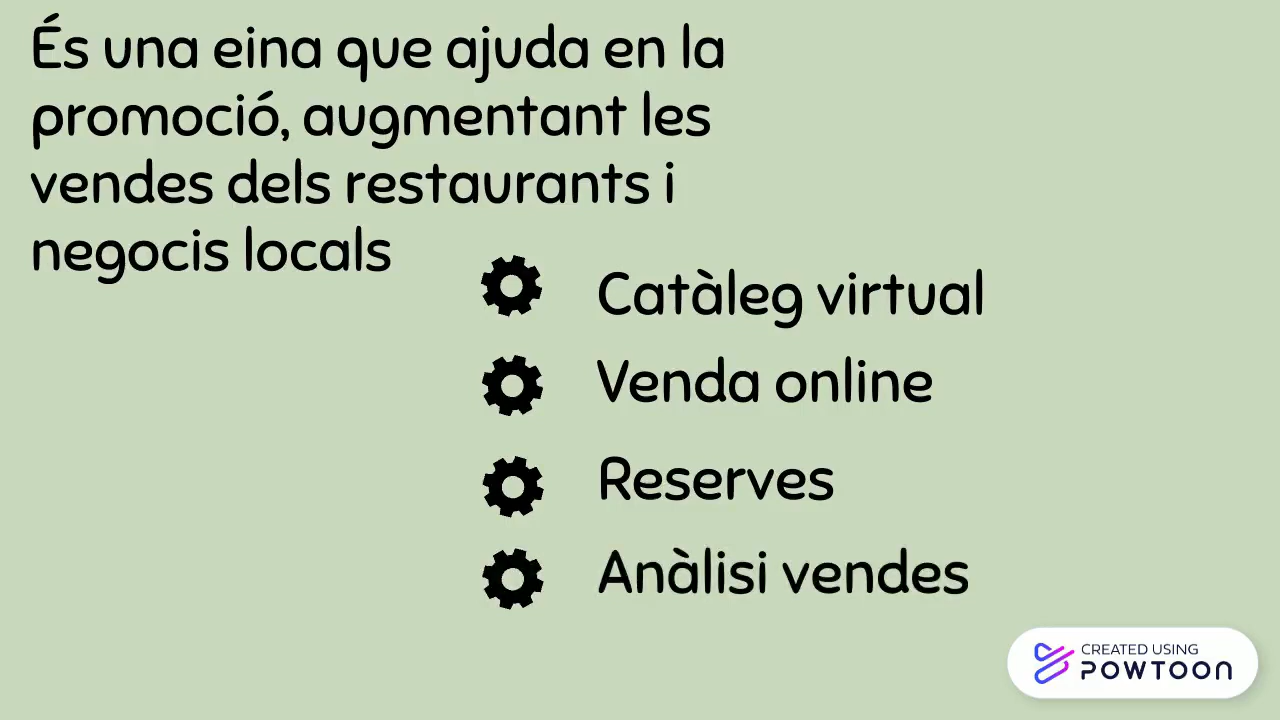 És una eina que ajuda en la
promoció, augmentant les
vendes dels restaurants i
negocis locals
Catàleg virtual
Venda online
Reserves
Anàlisi vendes
CREATED USING
POWTOON